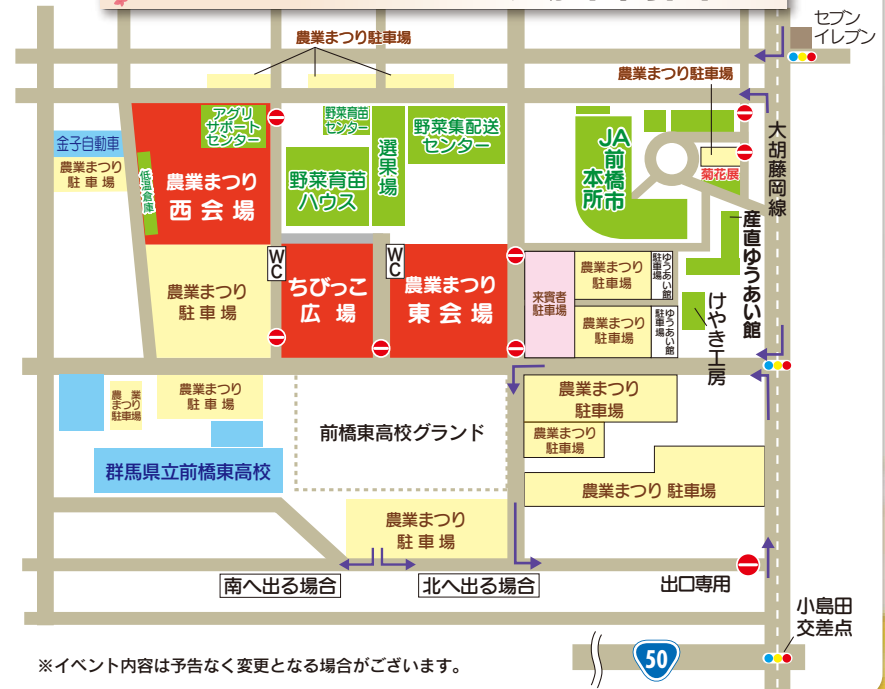 セブン
イレブン
農業まつり駐車場
農業まつり駐車場
アグリ
サポート
センター
野菜育苗
センター
選果場
野菜集配送
センター
JA前橋市
本所
大胡藤岡線
金子自動車
農業まつり
駐車場
低温倉庫
農業まつり
西会場
野菜育苗
ハウス
菊花展
産直ゆうあい館
WC
WC
農業まつり
駐車場
ちびっこ
広場
農業まつり
東会場
来賓者
駐車場
農業まつり
駐車場
ゆうあい館
駐車場
農業まつり
駐車場
ゆうあい館
駐車場
けやき工房
農業
まつり
駐車場
農業まつり
駐車場
前橋東高校グランド
農業まつり
駐車場
農業まつり
駐車場
群馬県立前橋東高校
農業まつり 駐車場
農業まつり
駐車場
南へ出る場合
北へ出る場合
出口専用
小島田
交差点
50
※イベント内容は予告なく変更となる場合がございます。